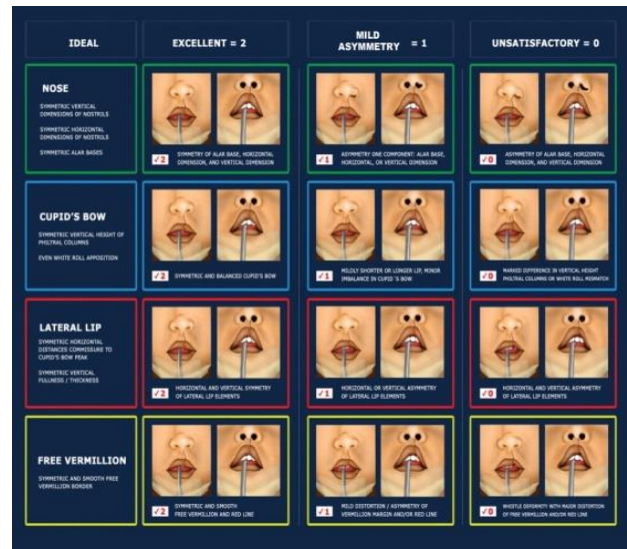 IDEAL
EXCELLENT = 2
MILD
ASYMMETRY = 1
UNSATISFACTORY = 0
NOSE
SYMMETRIC VERTICAL
DIMENSIONS OF NOSTRILS
SYMMETRIC HORIZONTAL
DIMENSIONS OF NOSTRILS
SYMMETRIC ALAR BASES
✓2
SYMMETRY OF ALAR BASE, HORIZONTAL
DIMENSION, AND VERTICAL DIMENSION
✓1
ASYMMETRY ONE COMPONENT: ALAR BASE,
HORIZONTAL, OR VERTICAL DIMENSION
✓0
ASYMMETRY OF ALAR BASE, HORIZONTAL
DIMENSION, AND VERTICAL DIMENSION
CUPID'S BOW
SYMMETRIC VERTICAL HEIGHT OF
PHILTRAL COLUMNS
EVEN WHITE ROLL APPOSITION
✓2
SYMMETRIC AND BALANCED CUPID'S BOW
✓1
MILDLY SHORTER OR LONGER LIP, MINOR
IMBALANCE IN CUPID 'S BOW
✓0
MARKED DIFFERENCE IN VERTICAL HEIGHT
PHILTRAL COLUMNS OR WHITE ROLL MISMATCH
LATERAL LIP
SYMMETRIC HORIZONTAL
DISTANCES COMMISSURE TO
CUPID'S BOW PEAK
SYMMETRIC VERTICAL
FULLNESS / THICKNESS
✓2
HORIZONTAL AND VERTICAL SYMMETRY
OF LATERAL LIP ELEMENTS
✓1
HORIZONTAL OR VERTICAL ASYMMETRY
OF LATERAL LIP ELEMENTS
✓0
HORIZONTAL AND VERTICAL ASYMMETRY
OF LATERAL LIP ELEMENTS
FREE VERMILLION
SYMMETRIC AND SMOOTH FREE
VERMILLION BORDER
✓2
SYMMETRIC AND SMOOTH
FREE VERMILLION AND RED LINE
✓1
MILD DISTORTION / ASYMMETRY OF
VERMILLION MARGIN AND/OR RED LINE
✓0
WHISTLE DEFORMITY WITH MAJOR DISTORTION
OF FREE VERMILLION AND/OR RED LINE